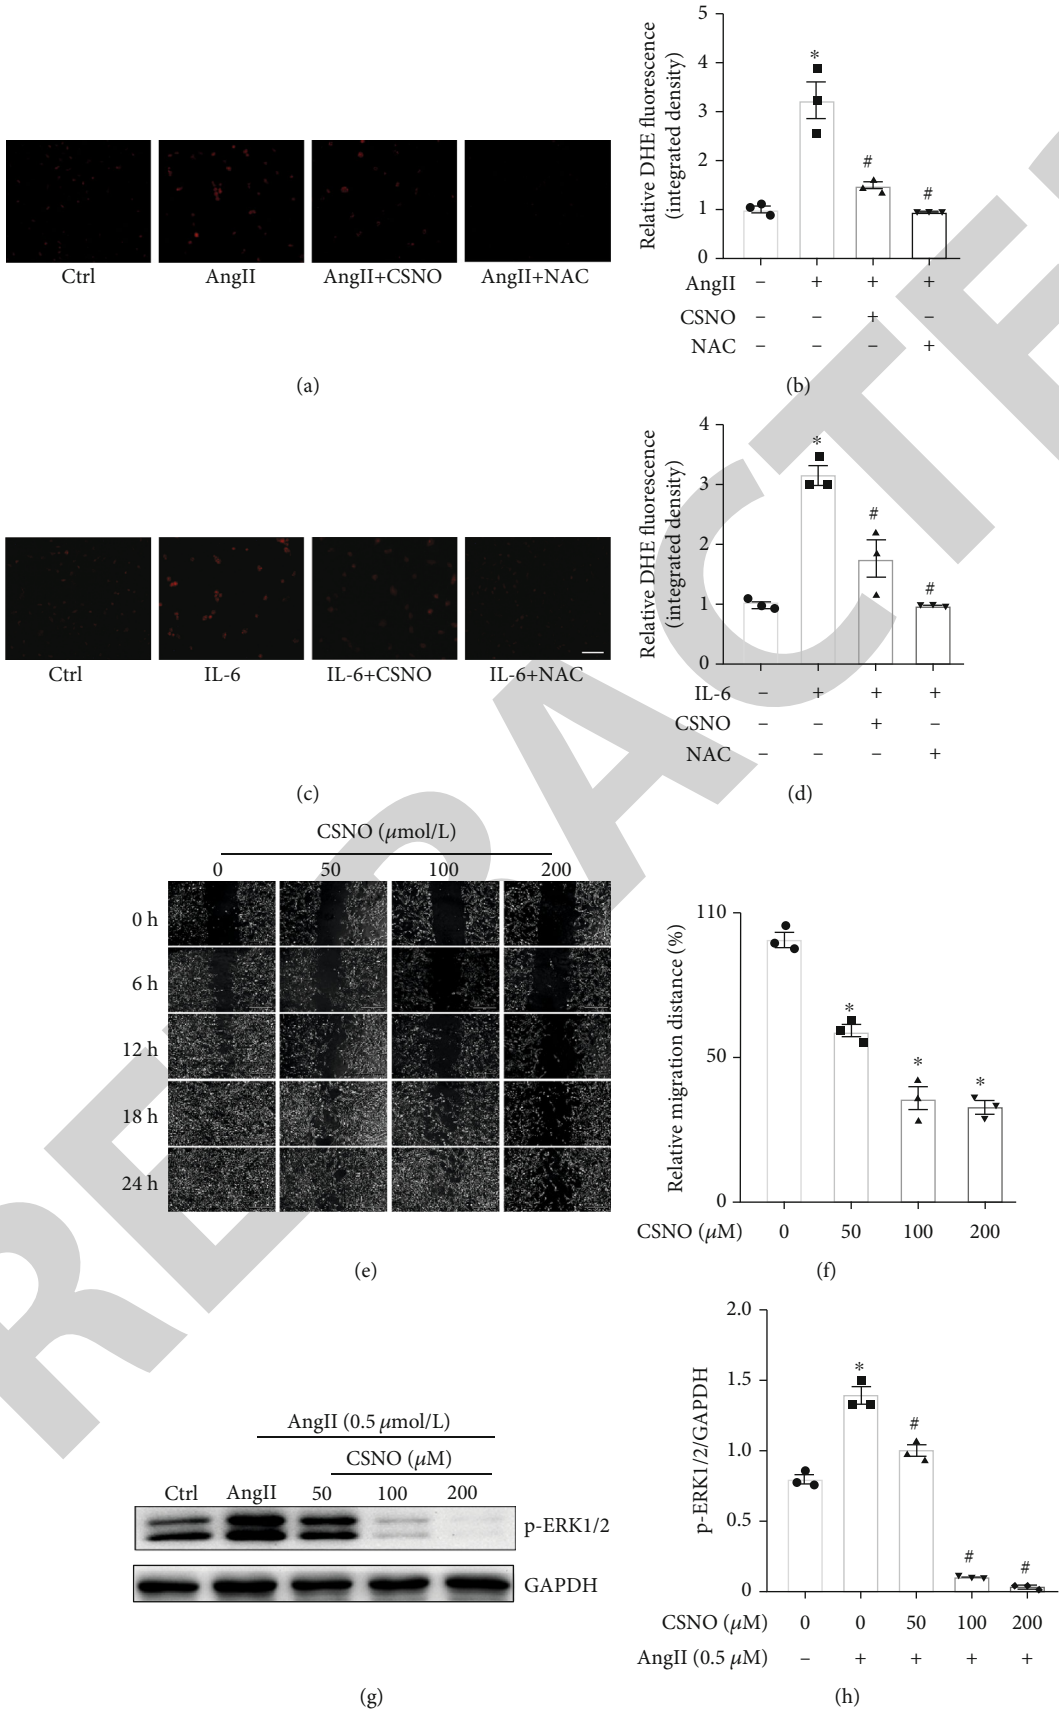 Ctrl AngII AngII+CSNO AngII+NAC
(a)
Relative DHE fluorescence
(integrated density)
5
4
3
2
1
0
*
#
#
AngII – + + +
CSNO – – + –
NAC – – – +
(b)
Ctrl IL-6 IL-6+CSNO IL-6+NAC
(c)
Relative DHE fluorescence
(integrated density)
4
3
2
1
0
*
#
#
IL-6 – + + +
CSNO – – + –
NAC – – – +
(d)
CSNO (μmol/L)
0 50 100 200
0 h
6 h
12 h
18 h
24 h
(e)
Relative migration distance (%)
110
50
0
*
*
*
CSNO (μM) 0 50 100 200
(f)
AngII (0.5 μmol/L)
CSNO (μM)
Ctrl AngII 50 100 200
p-ERK1/2
GAPDH
(g)
p-ERK1/2/GAPDH
2.0
1.5
1.0
0.5
0
*
#
#
#
CSNO (μM) 0 0 50 100 200
AngII (0.5 μM) – + + + +
(h)
RETRACTE